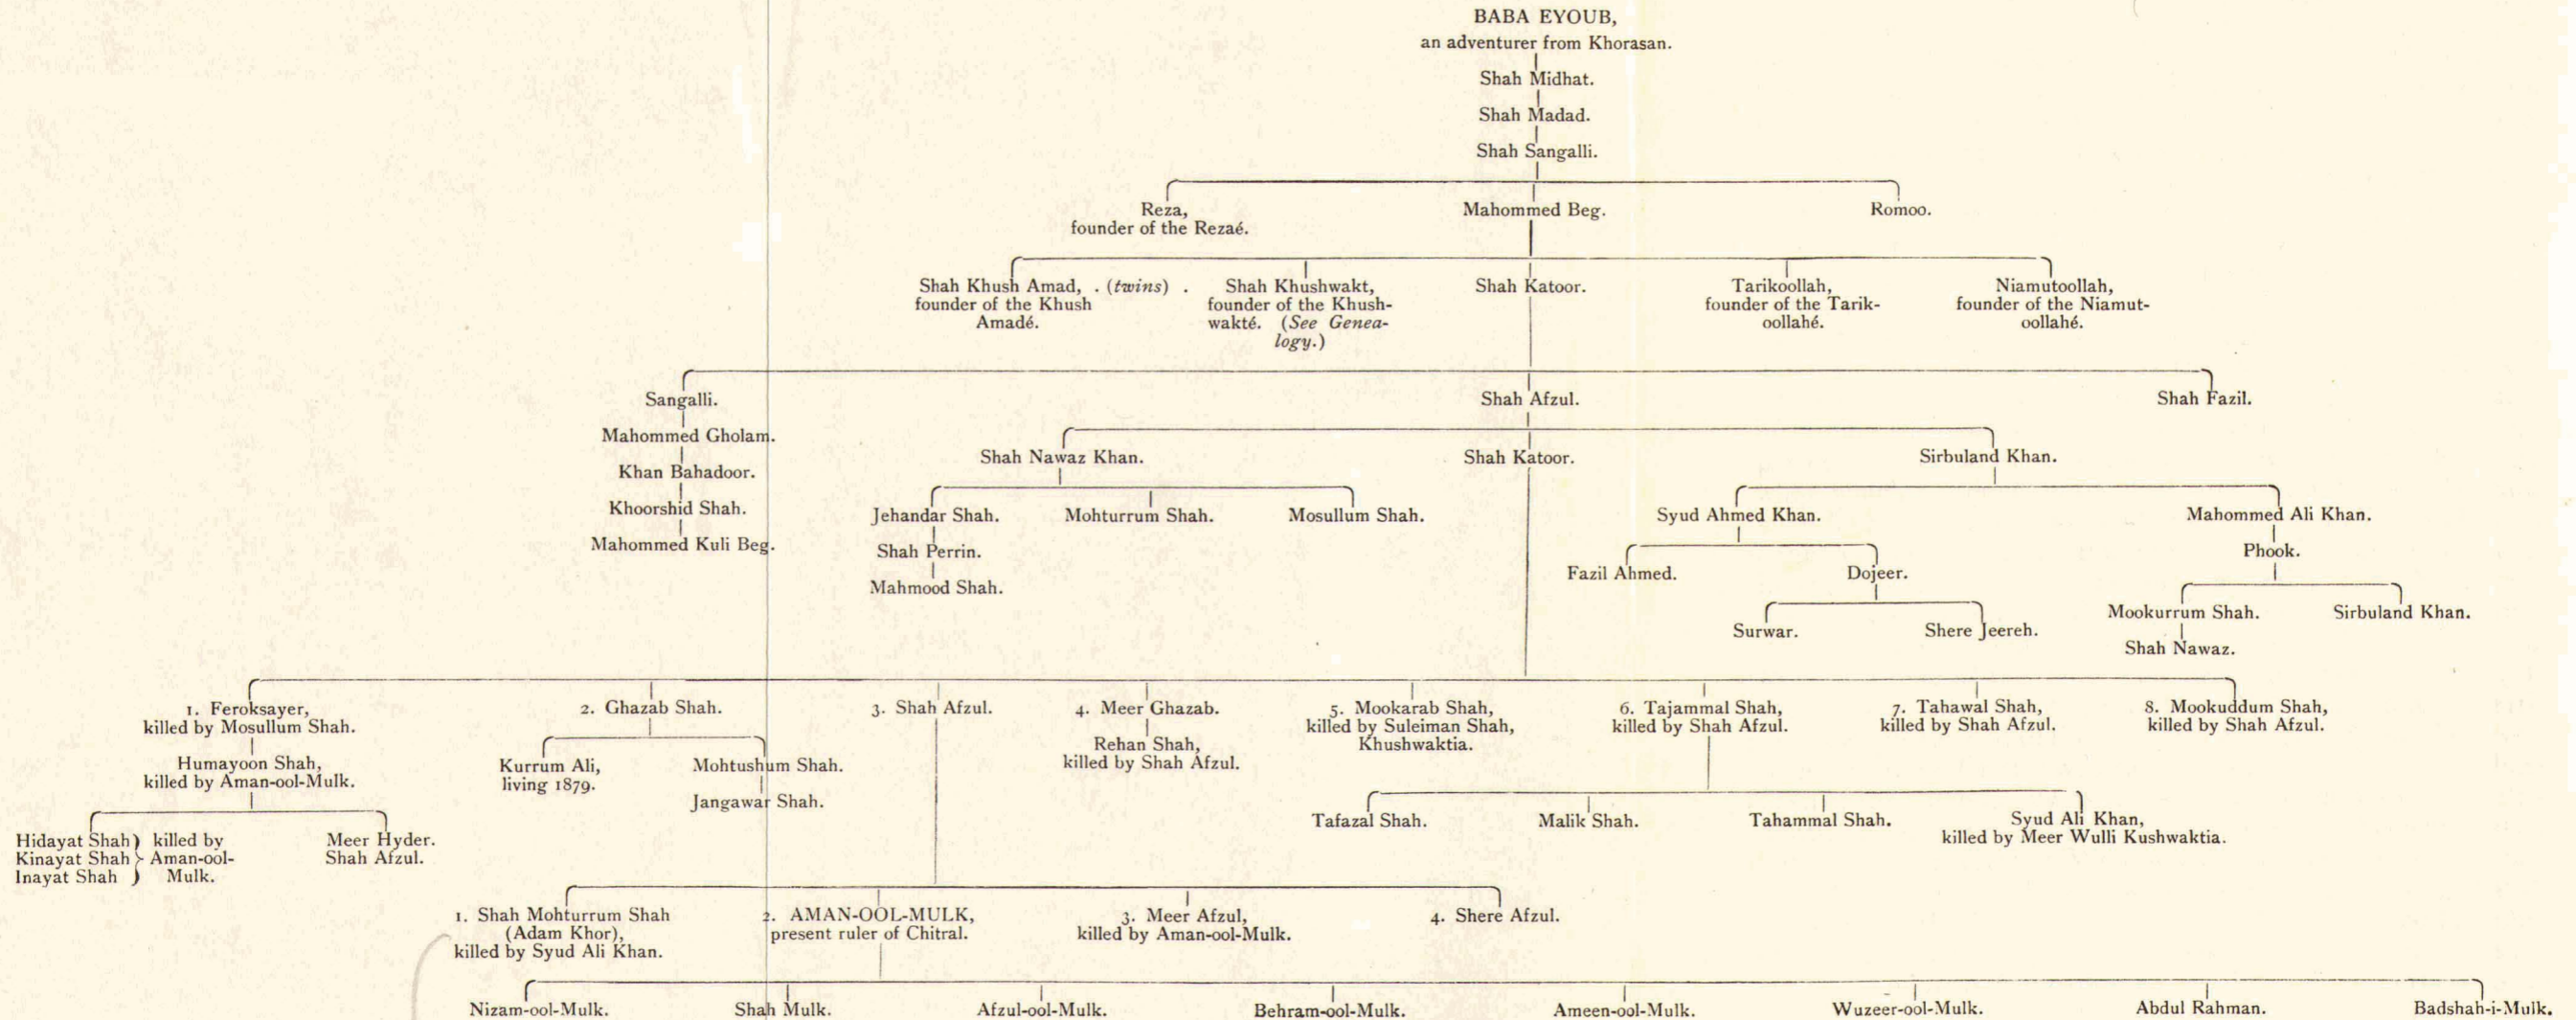 BABA EYOUB,
an adventurer from Khorasan.
Shah Midhat.
Shah Madad.
Shah Sangalli.
Reza,
founder of the Rezaé.
Mahommed Beg.
Romoo.
Shah Khush Amad, . (twins) .
founder of the Khush
Amadé.
Shah Khushwakt,
founder of the Khush-
wakté. (See Genea-
logy.)
Shah Katoor.
Tarikoollah,
founder of the Tarik-
oollahé.
Niamutoollah,
founder of the Niamut-
oollahé.
Sangalli.
Shah Afzul.
Shah Fazil.
Mahommed Gholam.
Khan Bahadoor.
Khoorshid Shah.
Mahommed Kuli Beg.
Shah Nawaz Khan.
Shah Katoor.
Sirbuland Khan.
Jehandar Shah.
Mohturrum Shah.
Mosullum Shah.
Shah Perrin.
Mahmood Shah.
Syud Ahmed Khan.
Mahommed Ali Khan.
Phook.
Fazil Ahmed.
Dojeer.
Surwar.
Shere Jeereh.
Mookurrum Shah.
Sirbuland Khan.
Shah Nawaz.
1. Feroksayer,
killed by Mosullum Shah.
Humayoon Shah,
killed by Aman-ool-Mulk.
Hidayat Shah) killed by
Kinayat Shah} Aman-ool-
Inayat Shah ) Mulk.
Meer Hyder.
Shah Afzul.
2. Ghazab Shah.
Kurrum Ali,
living 1879.
Mohtushum Shah.
Jangawar Shah.
3. Shah Afzul.
4. Meer Ghazab.
Rehan Shah,
killed by Shah Afzul.
5. Mookarab Shah,
killed by Suleiman Shah,
Khushwaktia.
6. Tajammal Shah,
killed by Shah Afzul.
7. Tahawal Shah,
killed by Shah Afzul.
8. Mookuddum Shah,
killed by Shah Afzul.
Tafazal Shah.
Malik Shah.
Tahammal Shah.
Syud Ali Khan,
killed by Meer Wulli Kushwaktia.
1. Shah Mohturrum Shah
(Adam Khor),
killed by Syud Ali Khan.
2. AMAN-OOL-MULK,
present ruler of Chitral.
3. Meer Afzul,
killed by Aman-ool-Mulk.
4. Shere Afzul.
Nizam-ool-Mulk.
Shah Mulk.
Afzul-ool-Mulk.
Behram-ool-Mulk.
Ameen-ool-Mulk.
Wuzeer-ool-Mulk.
Abdul Rahman.
Badshah-i-Mulk.